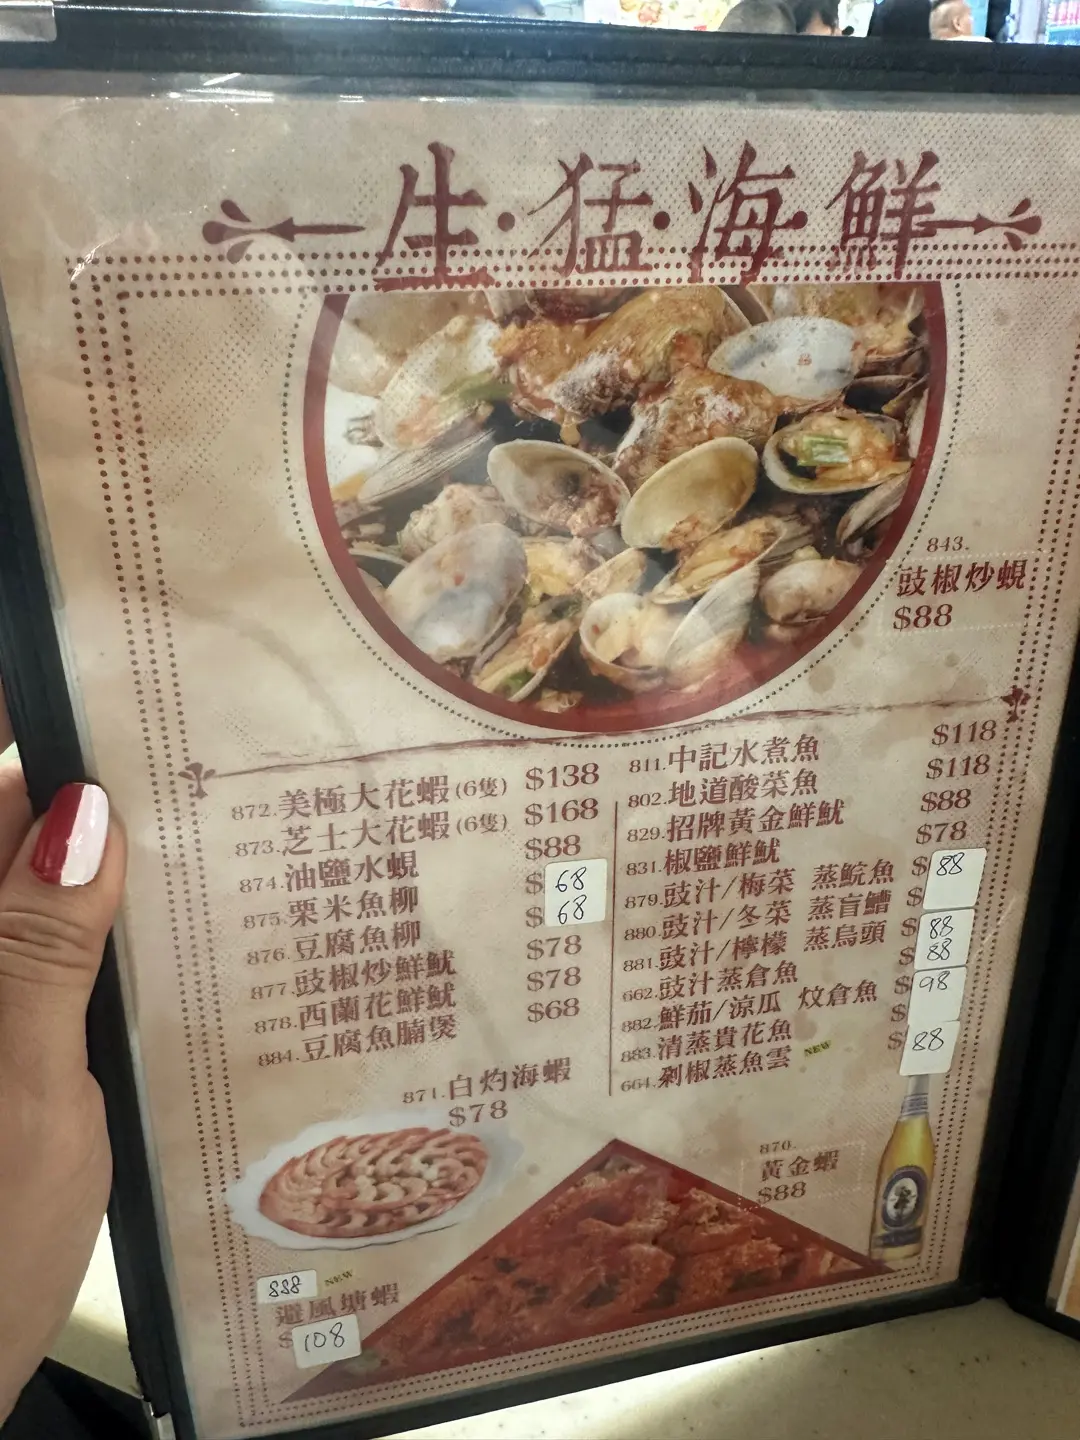 生·猛·海·鮮
843.
豉椒炒蜆
$88
872.美極大花蝦(6隻) $138
873.芝士大花蝦(6隻) $168
874.油鹽水蜆 $88
875.栗米魚柳 $68
876.豆腐魚柳 $68
877.豉椒炒鮮魷 $78
878.西蘭花鮮魷 $78
884.豆腐魚腩煲 $68
811.中記水煮魚 $118
802.地道酸菜魚 $118
829.招牌黃金鮮魷 $88
831.椒鹽鮮魷 $78
879.豉汁/梅菜 蒸鯇魚 $88
880.豉汁/冬菜 蒸盲鰽 $
881.豉汁/檸檬 蒸烏頭 $88
662.豉汁蒸倉魚 $88
882.鮮茄/涼瓜 炆倉魚 $98
883.清蒸貴花魚 $
664.剁椒蒸魚雲 NEW $88
871.白灼海蝦
$78
870.
黃金蝦
$88
888 NEW
避風塘蝦
$108